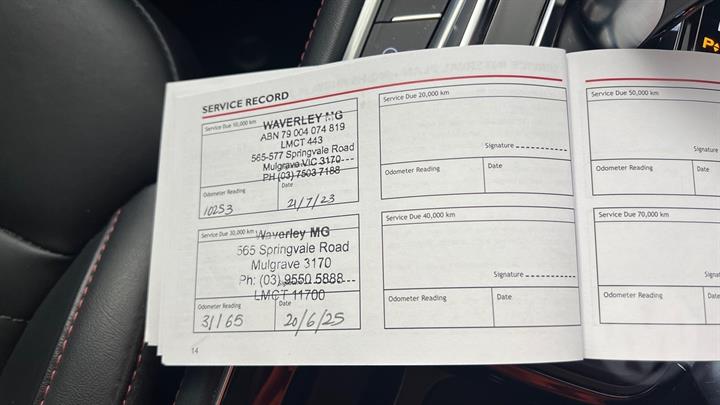 SERVICE RECORD
Service Due 10,000 km
WAVERLEY MG
ABN 79 004 074 819
LMCT 443
565-577 Springvale Road
Mulgrave VIC 3170
PH (03) 7503 7188
Odometer Reading
Date
10253
21/7/23
Service Due 30,000 km
Waverley MG
565 Springvale Road
Mulgrave 3170
Ph: (03) 9550 5888
LMCT 11700
Odometer Reading
Date
31165
20/6/25
14
Service Due 20,000 km
Signature
Odometer Reading
Date
Service Due 40,000 km
Signature
Odometer Reading
Date
Service Due 50,000 km
Signature
Odometer Reading
Date
Service Due 70,000 km
Signature
Odometer Reading
Date